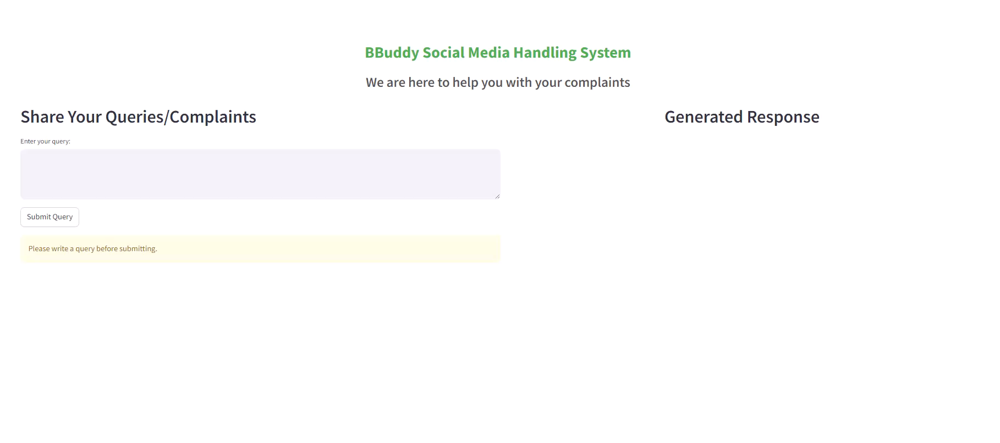 BBuddy Social Media Handling System
We are here to help you with your complaints
Share Your Queries/Complaints
Enter your query:
Submit Query
Please write a query before submitting.
Generated Response